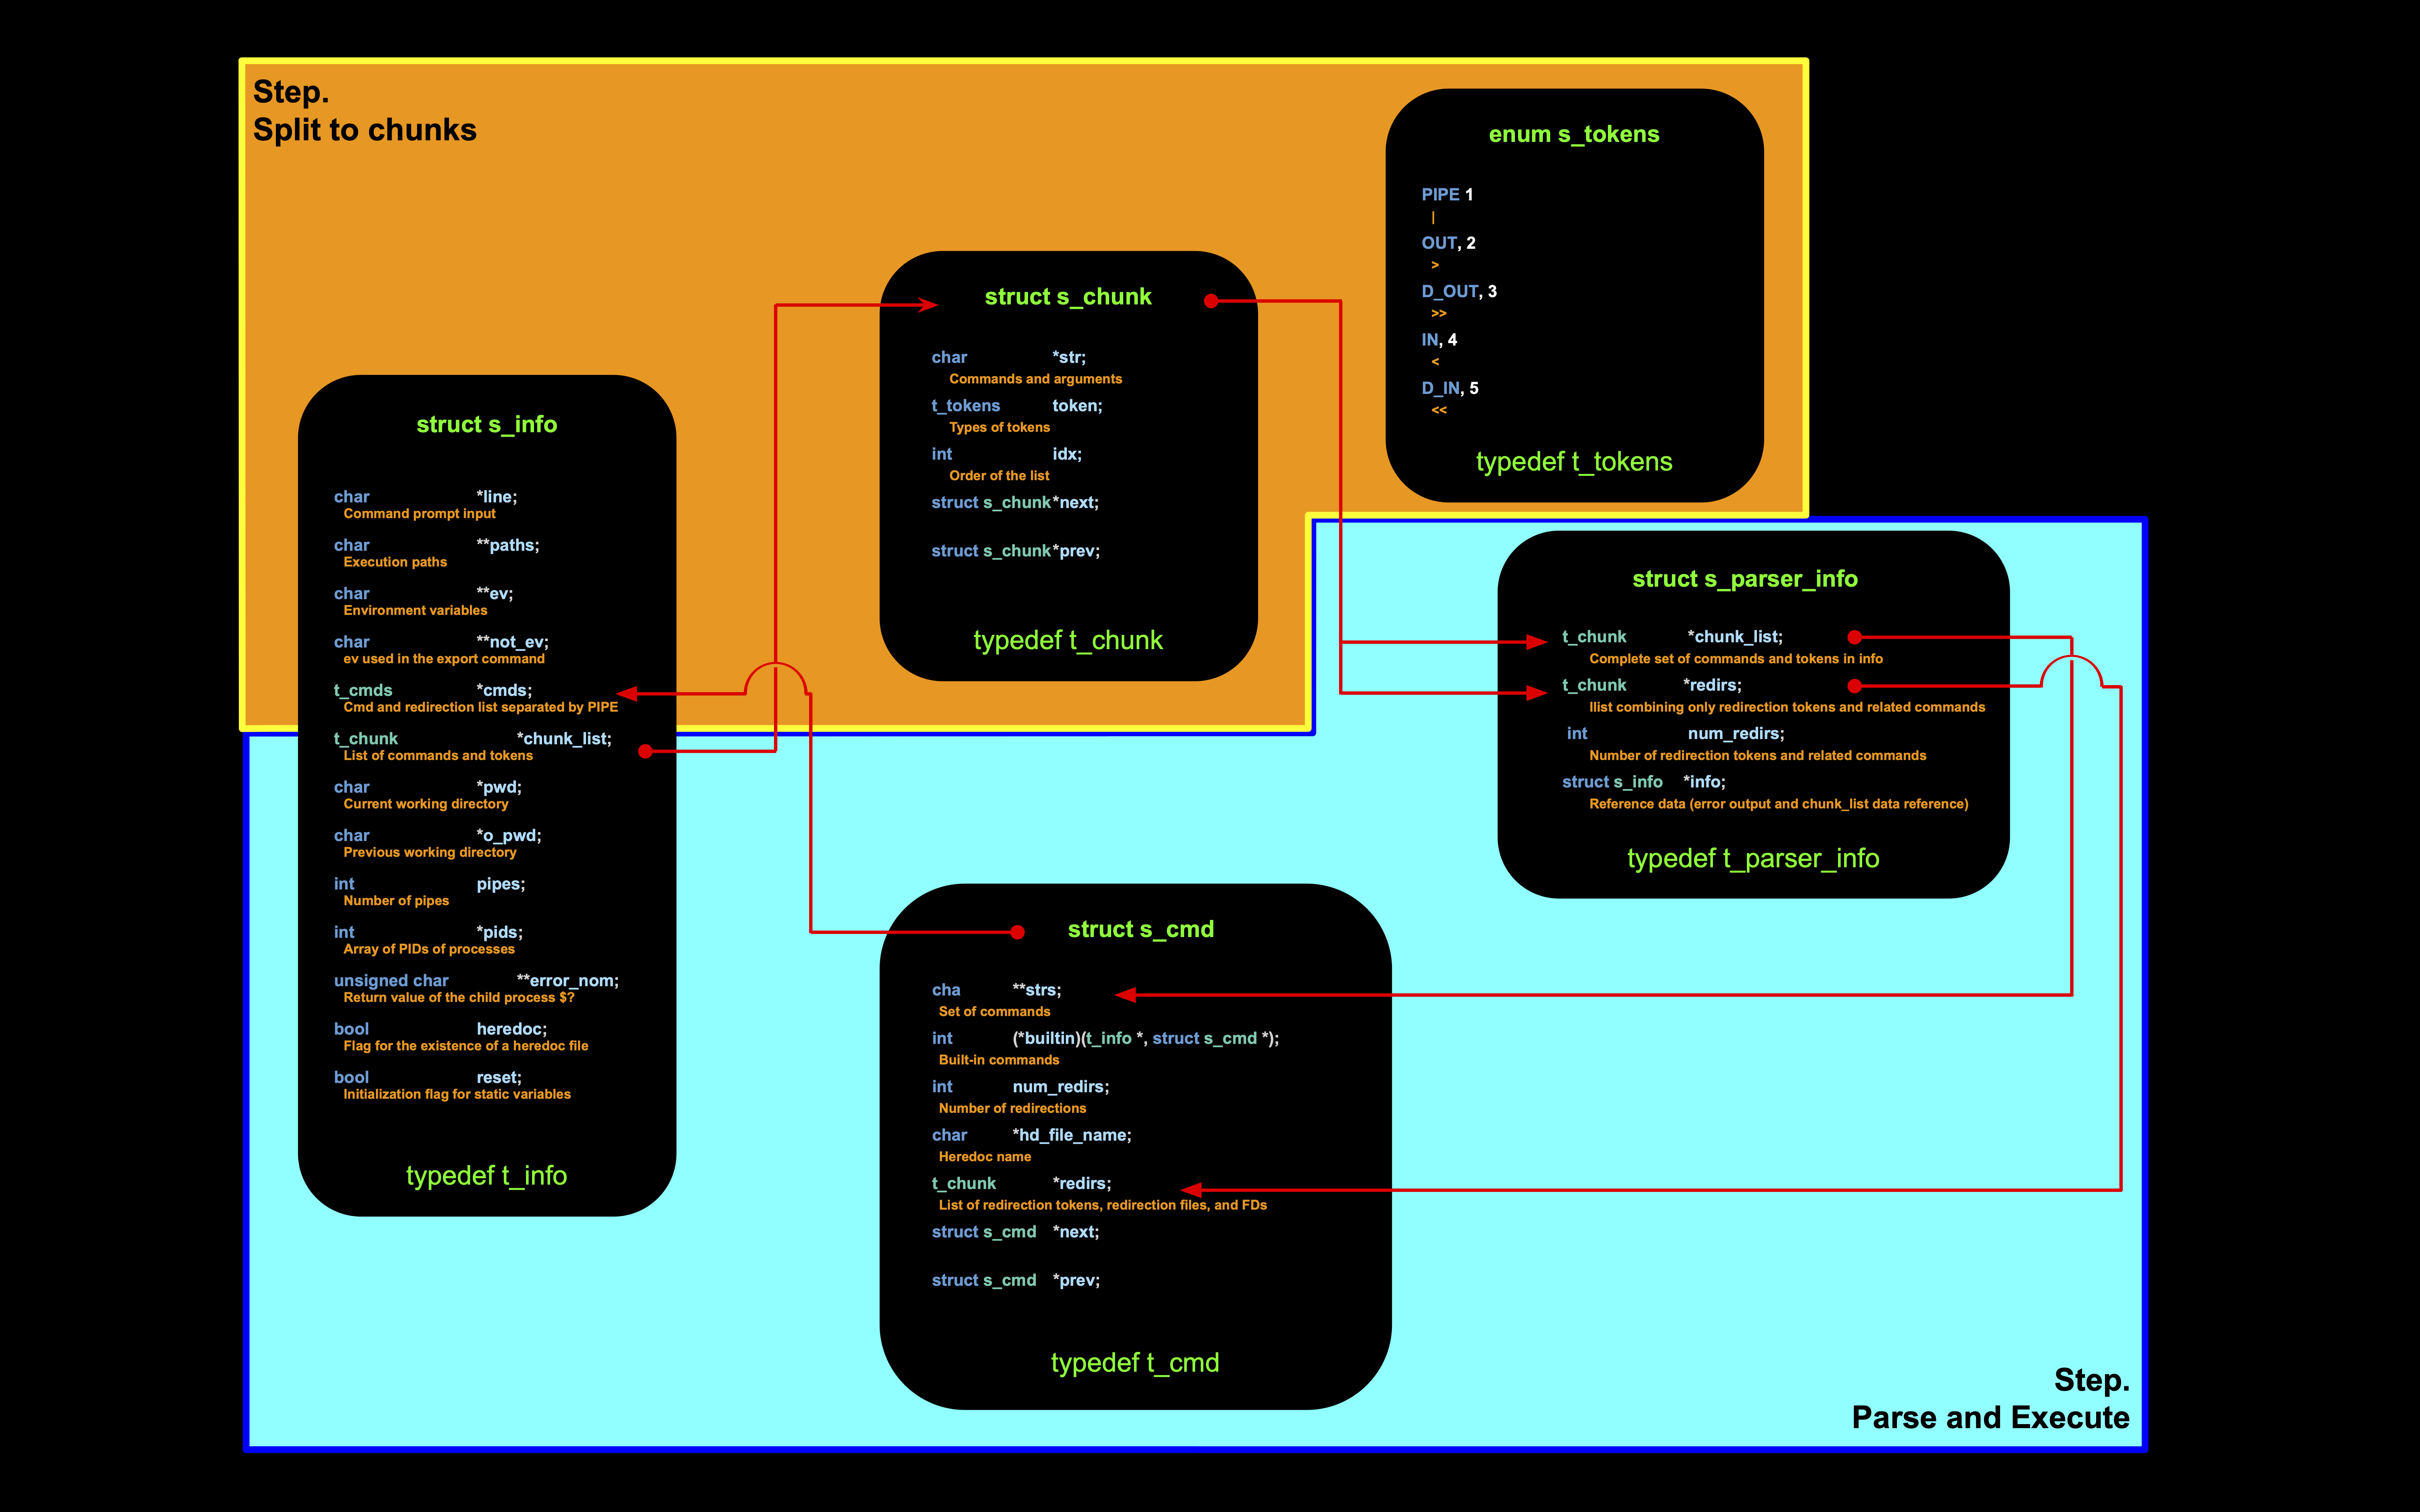 Step.
Split to chunks
enum s_tokens
PIPE 1
|
OUT, 2
>
D_OUT, 3
>>
IN, 4
<
D_IN, 5
<<
typedef t_tokens
struct s_chunk
char *str;
Commands and arguments
t_tokens token;
Types of tokens
int idx;
Order of the list
struct s_chunk *next;
struct s_chunk *prev;
typedef t_chunk
struct s_info
char *line;
Command prompt input
char **paths;
Execution paths
char **ev;
Environment variables
char **not_ev;
ev used in the export command
t_cmds *cmds;
Cmd and redirection list separated by PIPE
t_chunk *chunk_list;
List of commands and tokens
char *pwd;
Current working directory
char *o_pwd;
Previous working directory
int pipes;
Number of pipes
int *pids;
Array of PIDs of processes
unsigned char **error_nom;
Return value of the child process $?
bool heredoc;
Flag for the existence of a heredoc file
bool reset;
Initialization flag for static variables
typedef t_info
struct s_parser_info
t_chunk *chunk_list;
Complete set of commands and tokens in info
t_chunk *redirs;
llist combining only redirection tokens and related commands
int num_redirs;
Number of redirection tokens and related commands
struct s_info *info;
Reference data (error output and chunk_list data reference)
typedef t_parser_info
struct s_cmd
cha **strs;
Set of commands
int (*builtin)(t_info *, struct s_cmd *);
Built-in commands
int num_redirs;
Number of redirections
char *hd_file_name;
Heredoc name
t_chunk *redirs;
List of redirection tokens, redirection files, and FDs
struct s_cmd *next;
struct s_cmd *prev;
typedef t_cmd
Step.
Parse and Execute